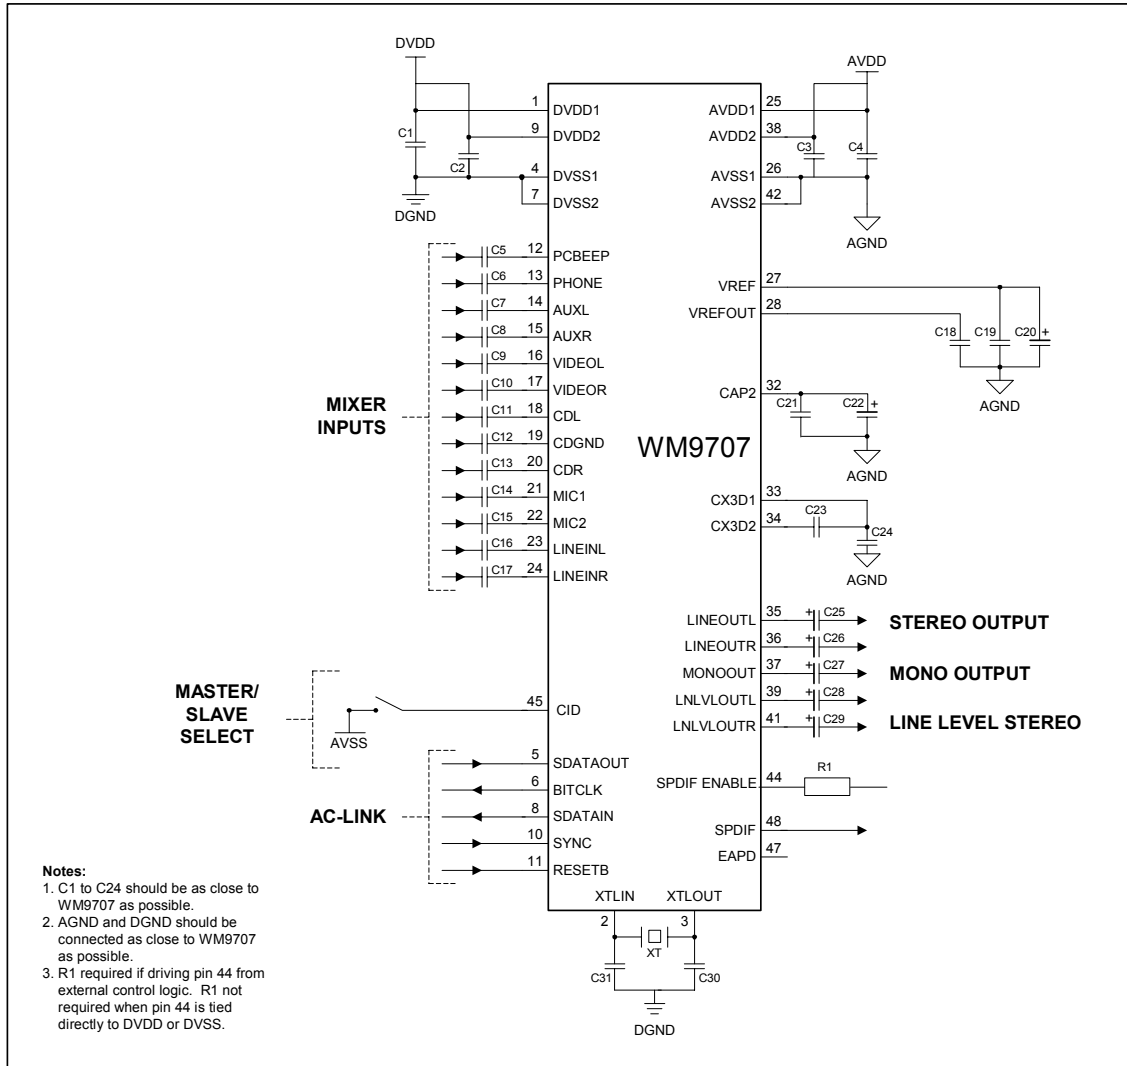 DVDD
AVDD
1 DVDD1
AVDD1 25
9 DVDD2
AVDD2 38
C1
C2
C3
C4
4 DVSS1
AVSS1 26
7 DVSS2
AVSS2 42
DGND
AGND
C5 12 PCBEEP
C6 13 PHONE
C7 14 AUXL
C8 15 AUXR
C9 16 VIDEOL
C10 17 VIDEOR
C11 18 CDL
C12 19 CDGND
C13 20 CDR
C14 21 MIC1
C15 22 MIC2
C16 23 LINEINL
C17 24 LINEINR
MIXER
INPUTS
VREF 27
VREFOUT 28
C18
C19
C20 +
AGND
CAP2 32
C21
C22 +
AGND
WM9707
CX3D1 33
CX3D2 34
C23
C24
AGND
LINEOUTL 35 + C25
STEREO OUTPUT
LINEOUTR 36 + C26
MONOOUT 37 + C27
MONO OUTPUT
LNLVLOUTL 39 + C28
LNLVLOUTR 41 + C29
LINE LEVEL STEREO
MASTER/
SLAVE
SELECT
AVSS
45 CID
5 SDATAOUT
6 BITCLK
8 SDATAIN
10 SYNC
11 RESETB
AC-LINK
SPDIF ENABLE 44 R1
SPDIF 48
EAPD 47
XTLIN
XTLOUT
2
3
XT
C31
C30
DGND
Notes:
1. C1 to C24 should be as close to
WM9707 as possible.
2. AGND and DGND should be
connected as close to WM9707
as possible.
3. R1 required if driving pin 44 from
external control logic. R1 not
required when pin 44 is tied
directly to DVDD or DVSS.